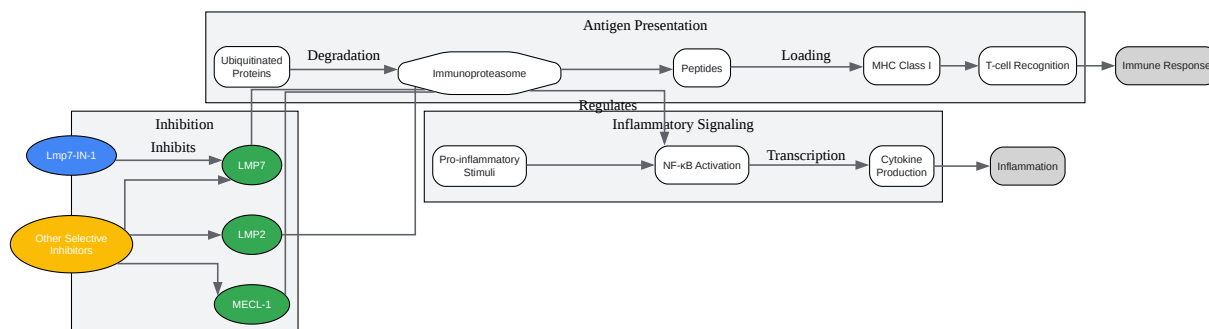 Antigen Presentation
Ubiquitinated
Proteins
Degradation
Immunoproteasome
Peptides
Loading
MHC Class I
T-cell Recognition
Immune Response
Regulates
Inhibition
Inhibits
Lmp7-IN-1
LMP7
Other Selective
Inhibitors
LMP2
MECL-1
Inflammatory Signaling
Pro-inflammatory
Stimuli
NF-κB Activation
Transcription
Cytokine
Production
Inflammation